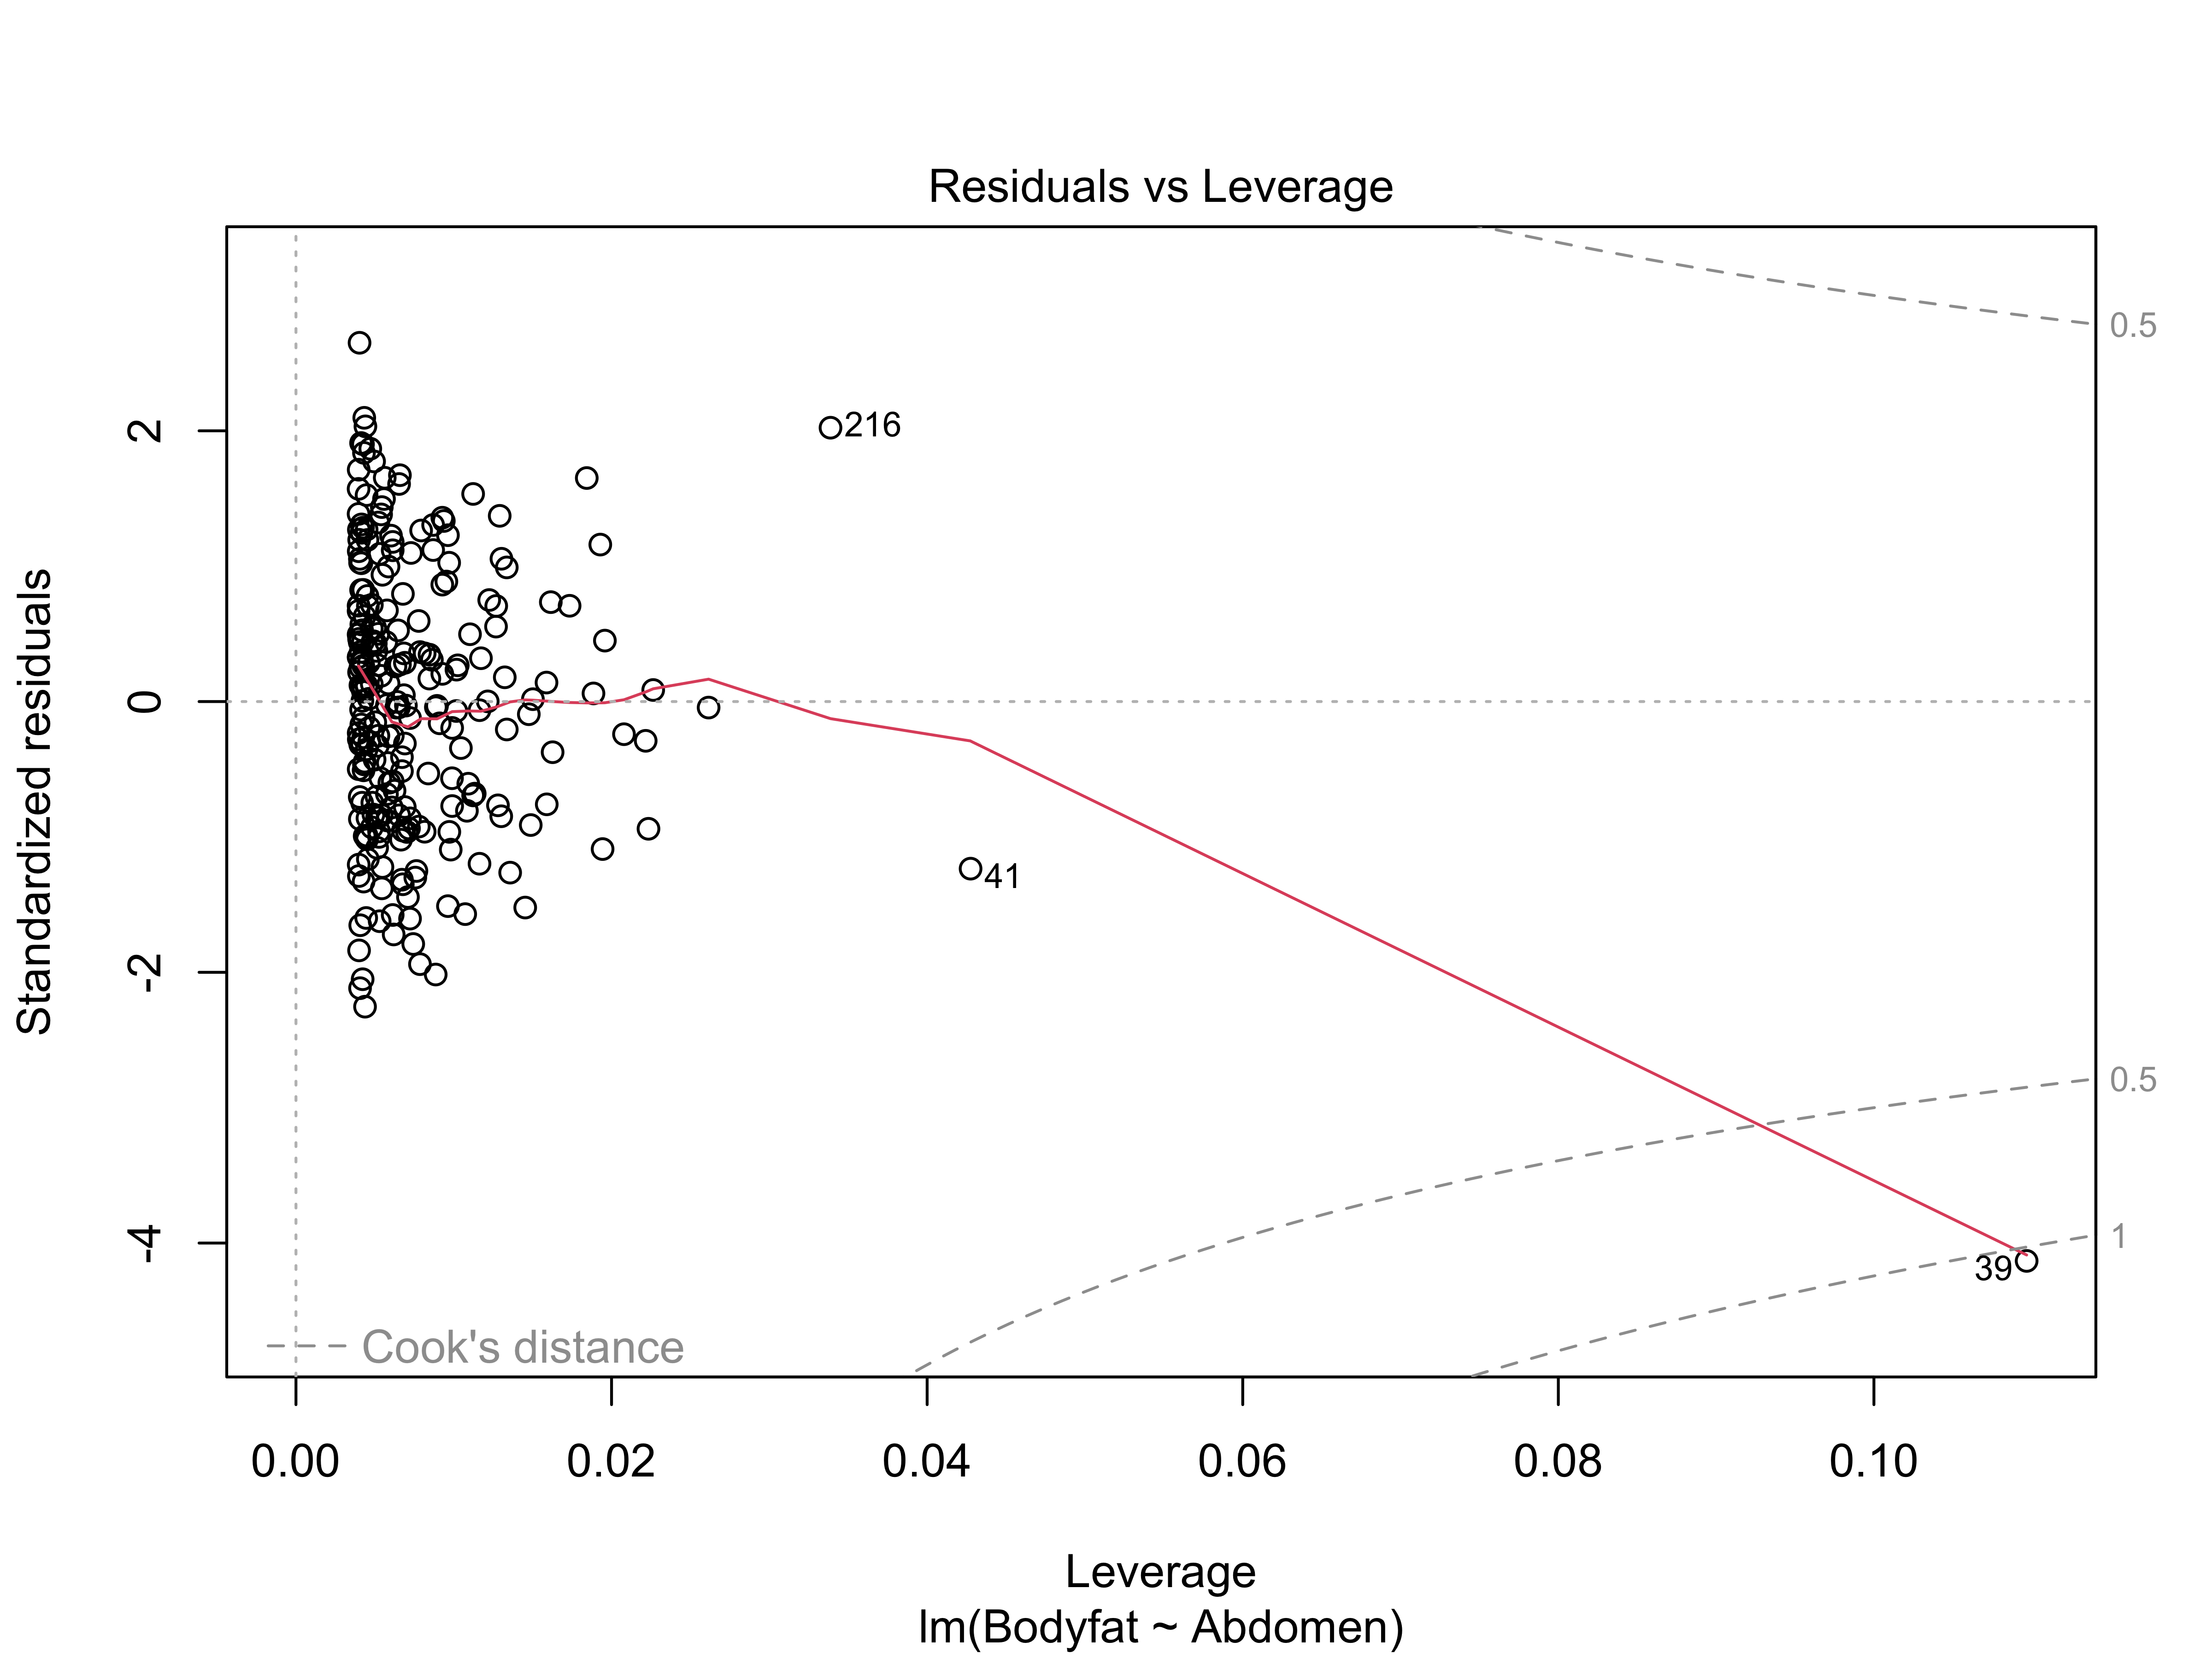 Residuals vs Leverage
Standardized residuals
2
0
-2
-4
0.5
0.5
1
216
41
39
Cook's distance
0.00 0.02 0.04 0.06 0.08 0.10
Leverage
lm(Bodyfat ~ Abdomen)